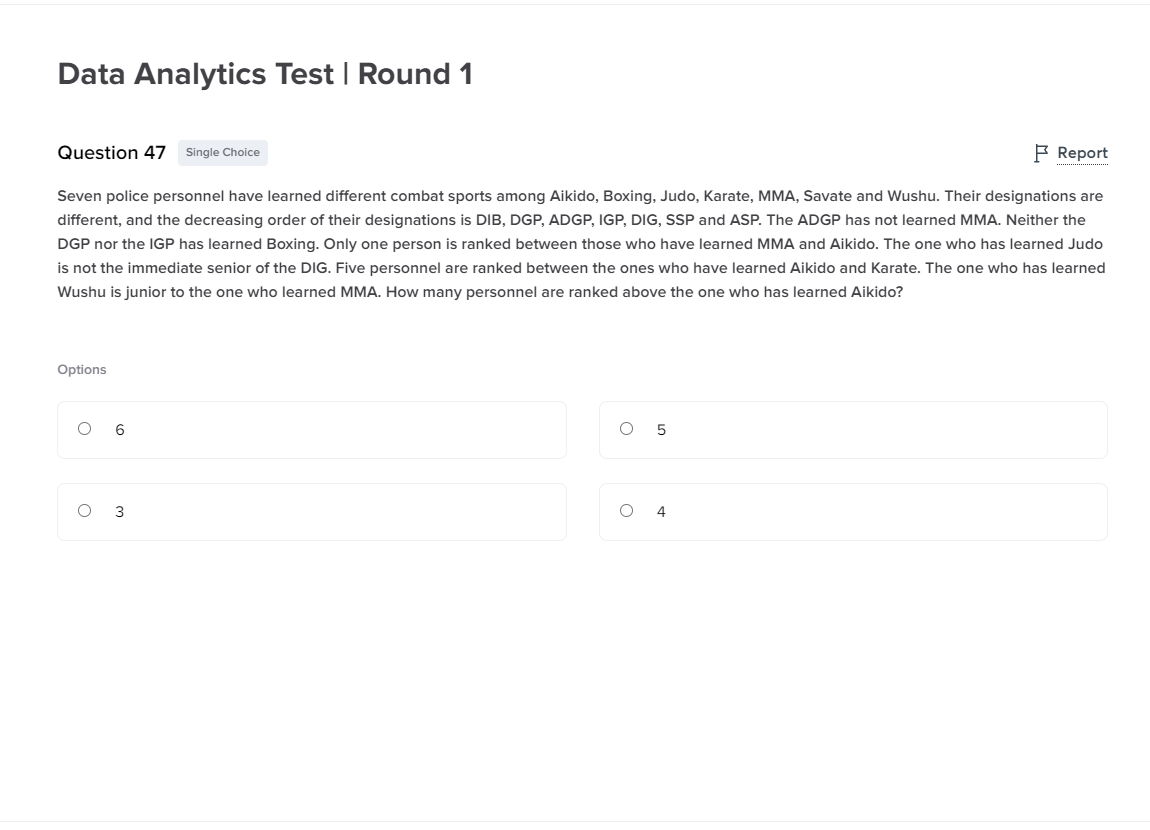 Data Analytics Test | Round 1
Question 47 Single Choice Report
Seven police personnel have learned different combat sports among Aikido, Boxing, Judo, Karate, MMA, Savate and Wushu. Their designations are
different, and the decreasing order of their designations is DIB, DGP, ADGP, IGP, DIG, SSP and ASP. The ADGP has not learned MMA. Neither the
DGP nor the IGP has learned Boxing. Only one person is ranked between those who have learned MMA and Aikido. The one who has learned Judo
is not the immediate senior of the DIG. Five personnel are ranked between the ones who have learned Aikido and Karate. The one who has learned
Wushu is junior to the one who learned MMA. How many personnel are ranked above the one who has learned Aikido?
Options
6 5
3 4